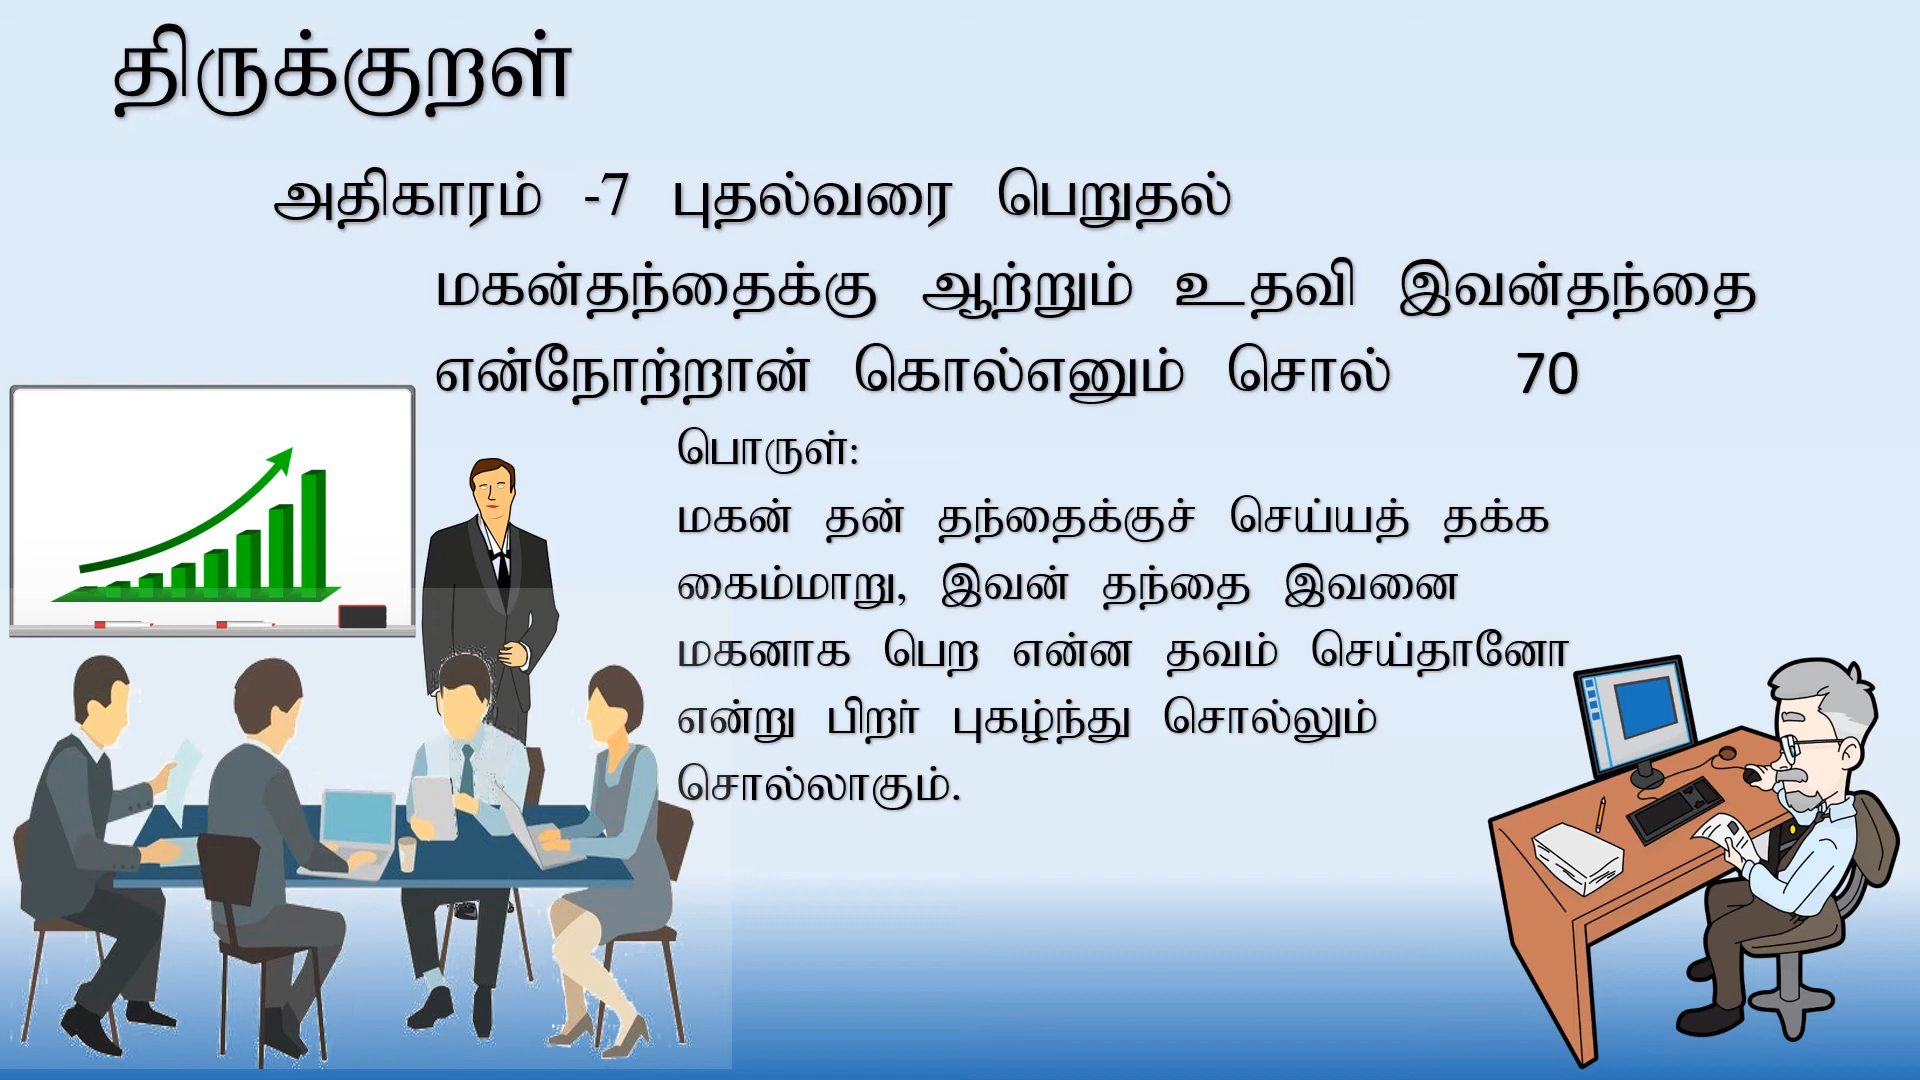 திருக்குறள்
அதிகாரம் -7 புதல்வரை பெறுதல்
மகன்தந்தைக்கு ஆற்றும் உதவி இவன்தந்தை
என்நோற்றான் கொல்எனும் சொல் 70
பொருள்:
மகன் தன் தந்தைக்குச் செய்யத் தக்க
கைம்மாறு, இவன் தந்தை இவனை
மகனாக பெற என்ன தவம் செய்தானோ
என்று பிறர் புகழ்ந்து சொல்லும்
சொல்லாகும்.